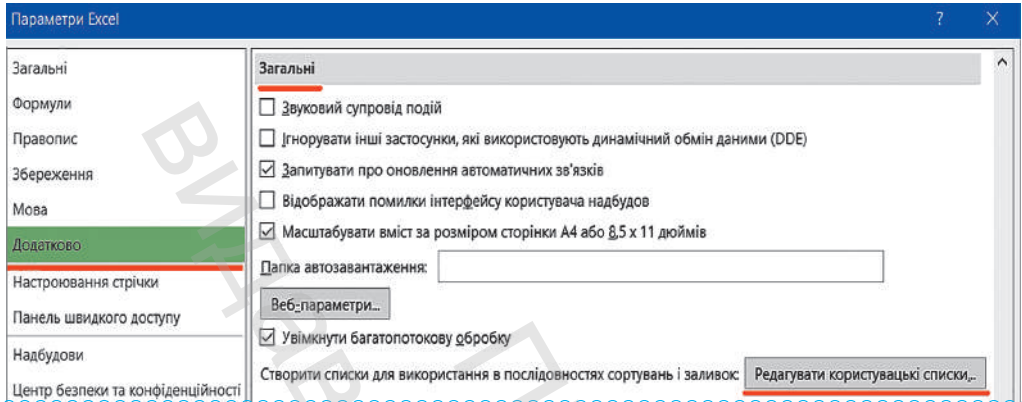 Параметри Excel
?
Загальні
Формули
Правопис
Збереження
Мова
Додатково
Настроювання стрічки
Панель швидкого доступу
Надбудови
Центр безпеки та конфіденційності
Загальні
Звуковий супровід подій
Ігнорувати інші застосунки, які використовують динамічний обмін даними (DDE)
Запитувати про оновлення автоматичних зв'язків
Відображати помилки інтерфейсу користувача надбудов
Масштабувати вміст за розміром сторінки A4 або 8,5 x 11 дюймів
Папка автозавантаження:
Веб-параметри...
Увімкнути багатопотокову обробку
Створити списки для використання в послідовностях сортувань і заливок:
Редагувати користувацькі списки...